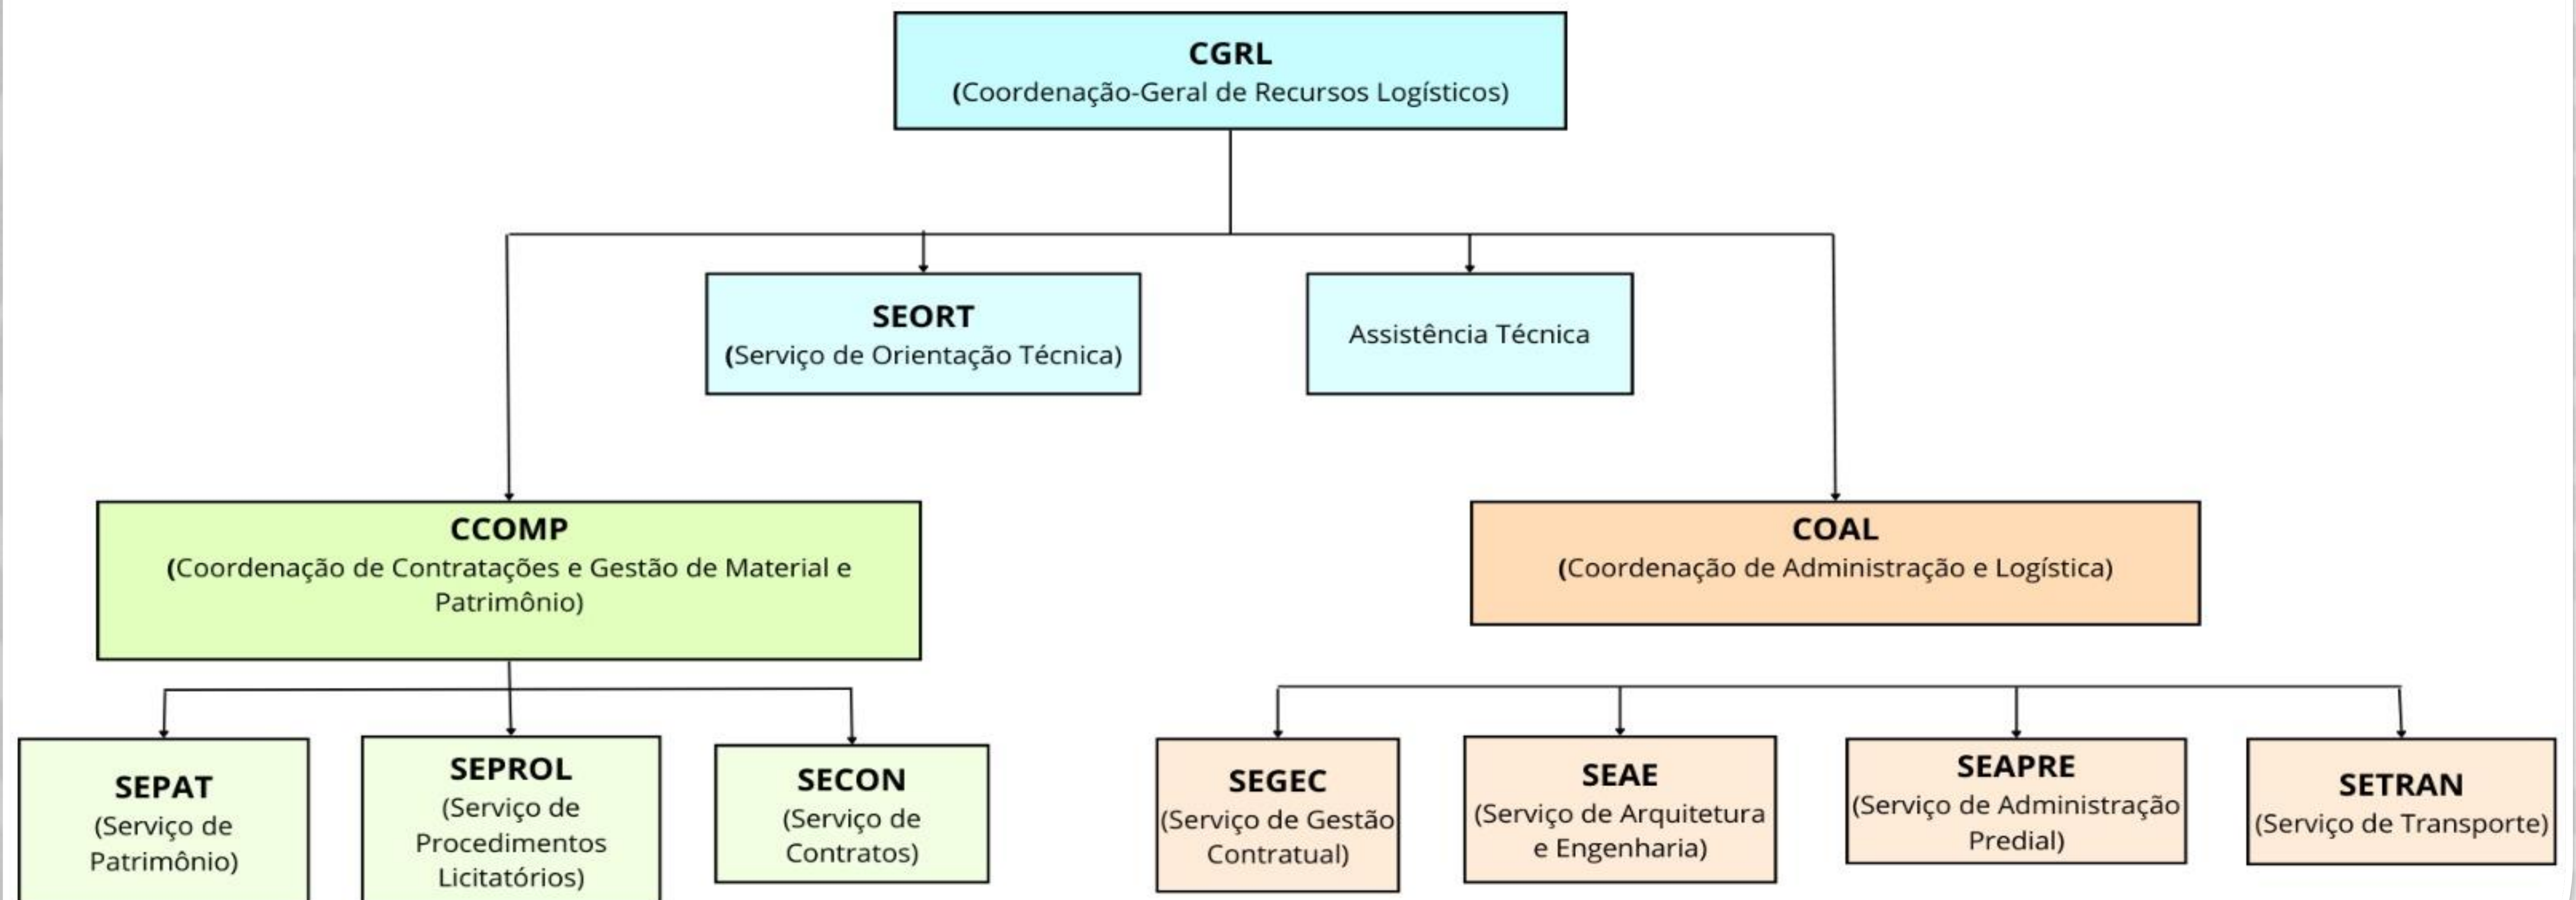 CGRL
(Coordenação-Geral de Recursos Logísticos)
SEORT
(Serviço de Orientação Técnica)
Assistência Técnica
CCOMP
(Coordenação de Contratações e Gestão de Material e
Patrimônio)
COAL
(Coordenação de Administração e Logística)
SEPAT
(Serviço de
Patrimônio)
SEPROL
(Serviço de
Procedimentos
Licitatórios)
SECON
(Serviço de
Contratos)
SEGEC
(Serviço de Gestão
Contratual)
SEAE
(Serviço de Arquitetura
e Engenharia)
SEAPRE
(Serviço de Administração
Predial)
SETRAN
(Serviço de Transporte)